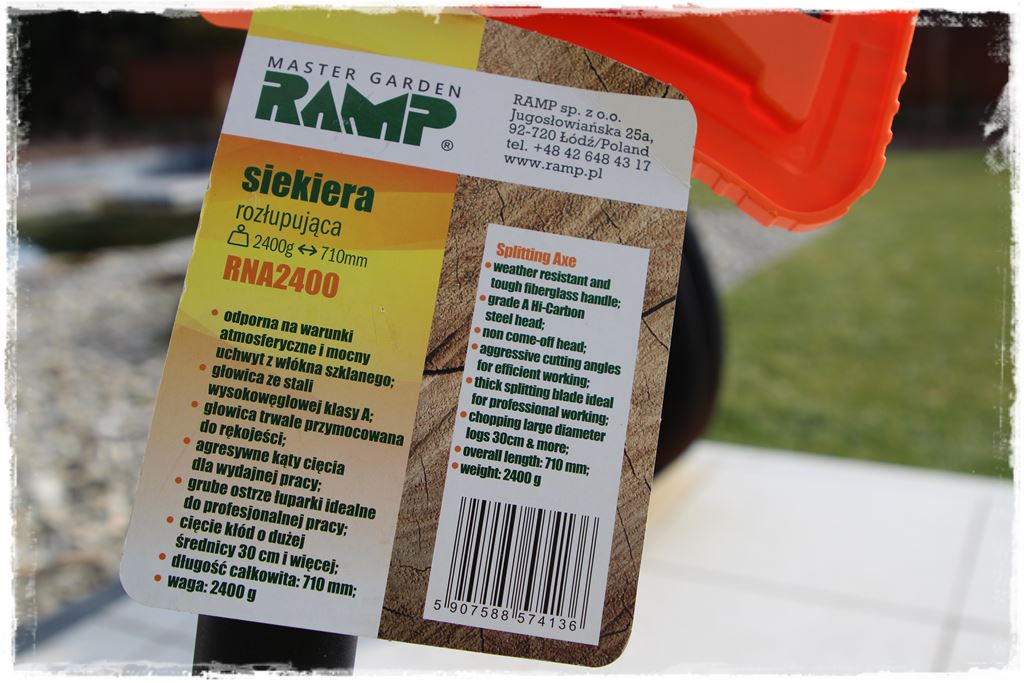 MASTER GARDEN
RAMP®
RAMP sp. z o.o.
Jugosłowiańska 25a,
92-720 Łódź/Poland
tel. +48 42 648 43 17
www.ramp.pl
siekiera
rozłupująca
2400g ↔ 710mm
RNA2400
• odporna na warunki
atmosferyczne i mocny
uchwyt z włókna szklanego;
• głowica ze stali
wysokowęglowej klasy A;
• głowica trwale przymocowana
do rękojeści;
• agresywne kąty cięcia
dla wydajnej pracy;
• grube ostrze łuparki idealne
do profesjonalnej pracy;
• cięcie kłód o dużej
średnicy 30 cm i więcej;
• długość całkowita: 710 mm;
• waga: 2400 g
Splitting Axe
• weather resistant and
tough fiberglass handle;
• grade A Hi-Carbon
steel head;
• non come-off head;
• aggressive cutting angles
for efficient working;
• thick splitting blade ideal
for professional working;
• chopping large diameter
logs 30cm & more;
• overall length: 710 mm;
• weight: 2400 g
5 907588 574136